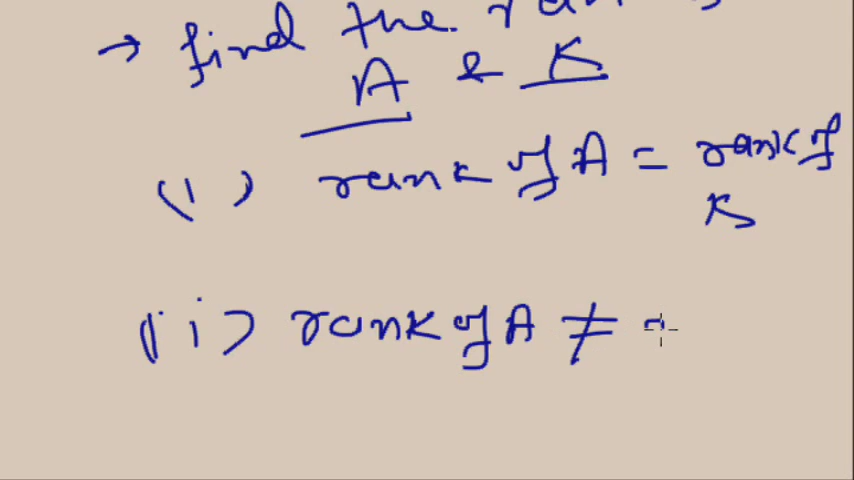 → find the
A & K
(i) rank of A = rank of
K
(ii) rank of A ≠